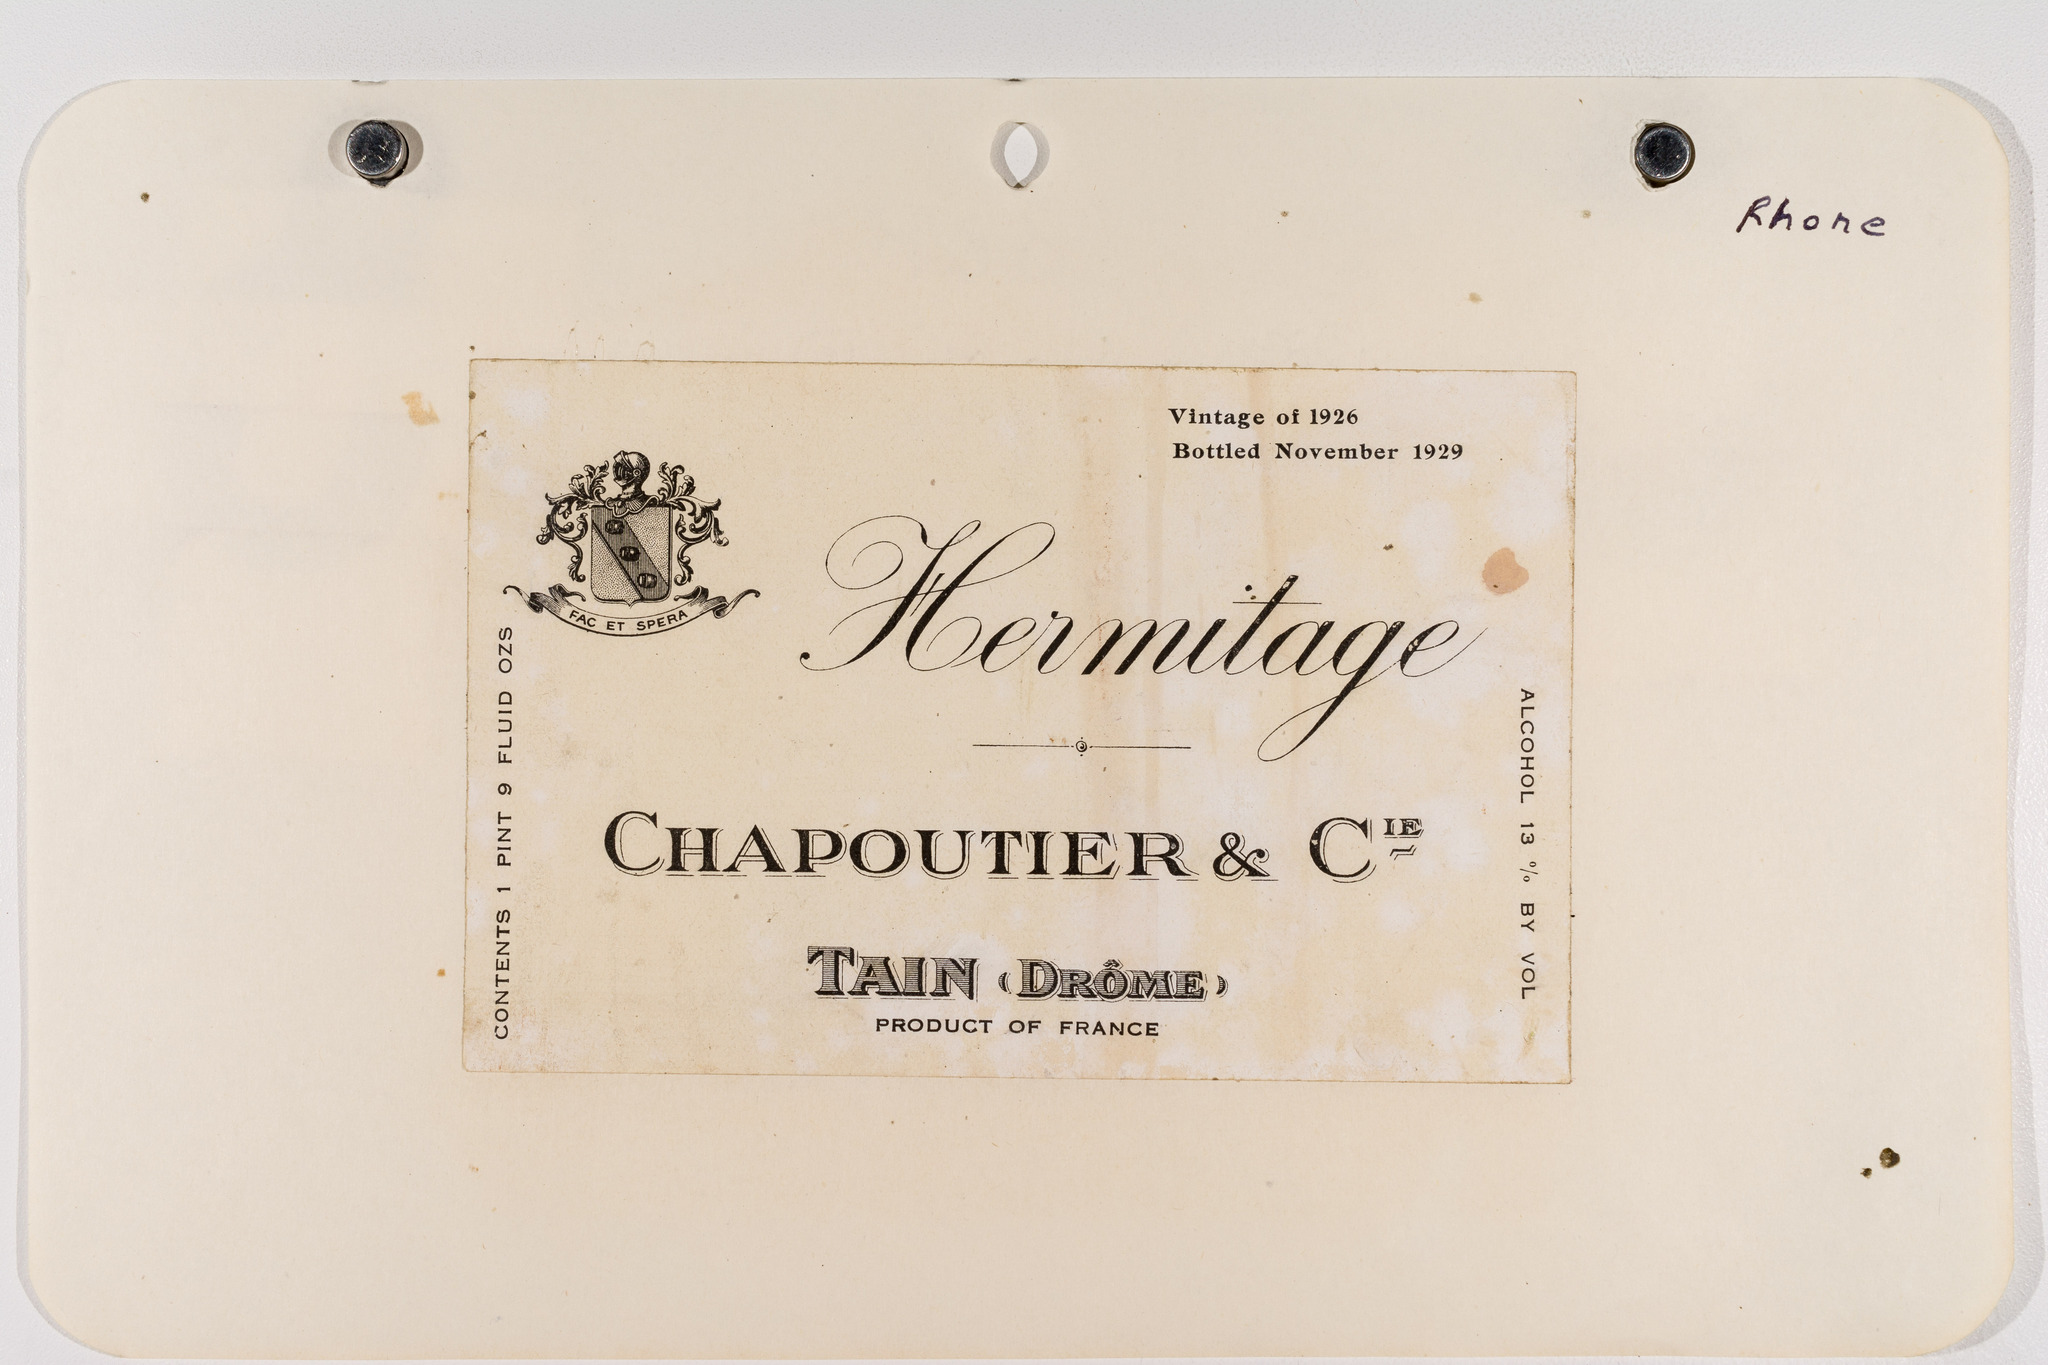 Rhone
Vintage of 1926
Bottled November 1929
FAC ET SPERA
Hermitage
CONTENTS 1 PINT 9 FLUID OZS
ALCOHOL 13 % BY VOL
CHAPOUTIER & CIE
TAIN (DRÔME)
PRODUCT OF FRANCE